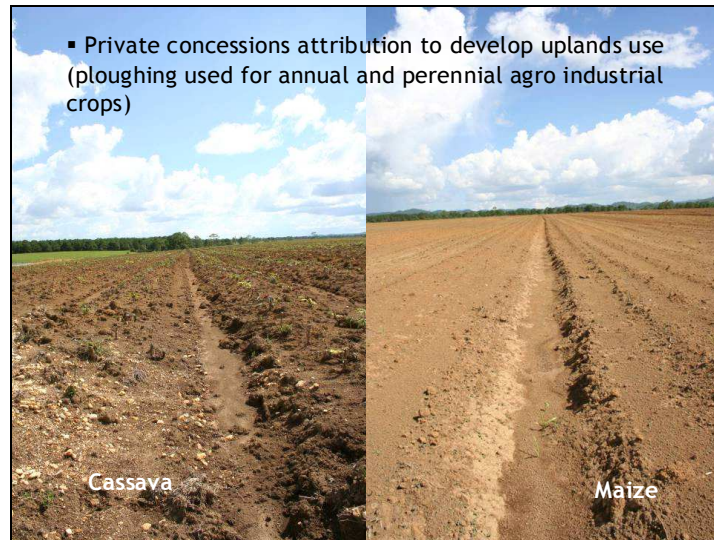 ▪ Private concessions attribution to develop uplands use
(ploughing used for annual and perennial agro industrial
crops)
Cassava
Maize